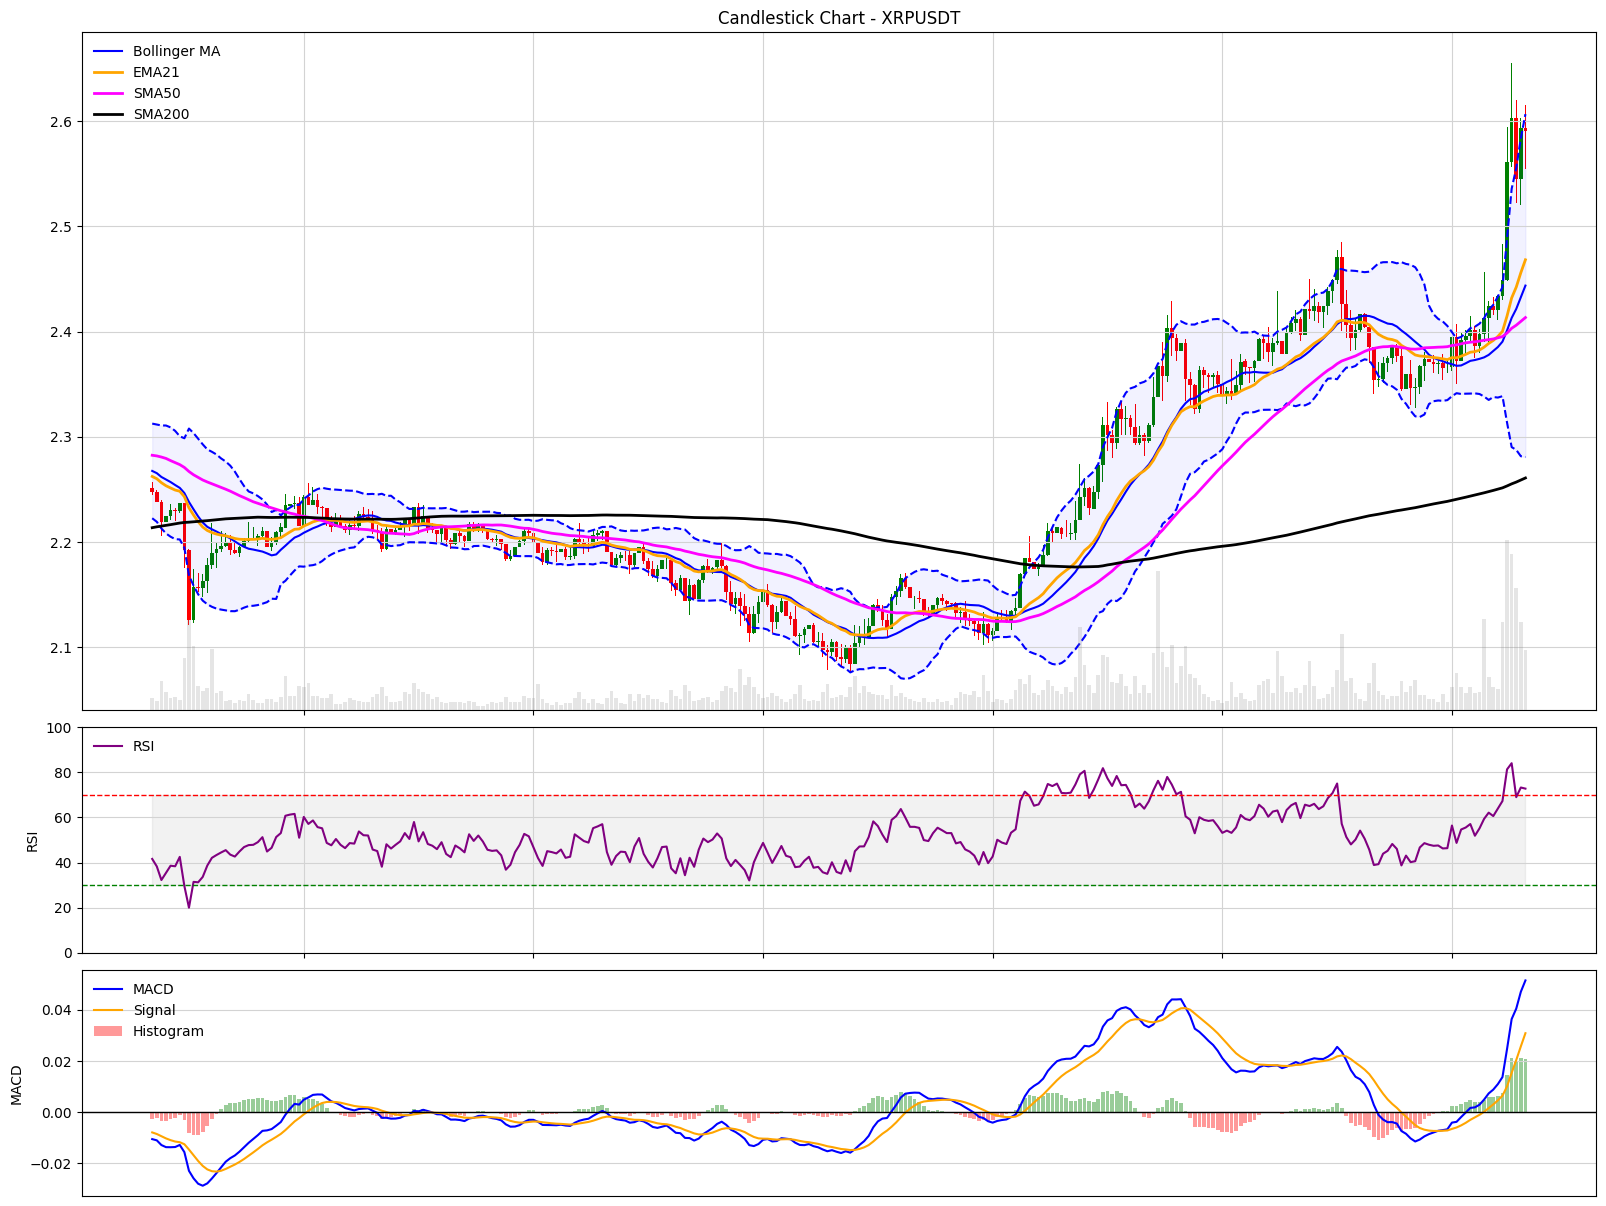 Candlestick Chart - XRPUSDT
Bollinger MA
EMA21
SMA50
SMA200
2.6
2.5
2.4
2.3
2.2
2.1
RSI
100
80
60
40
20
0
RSI
MACD
Signal
Histogram
0.04
0.02
0.00
−0.02
MACD